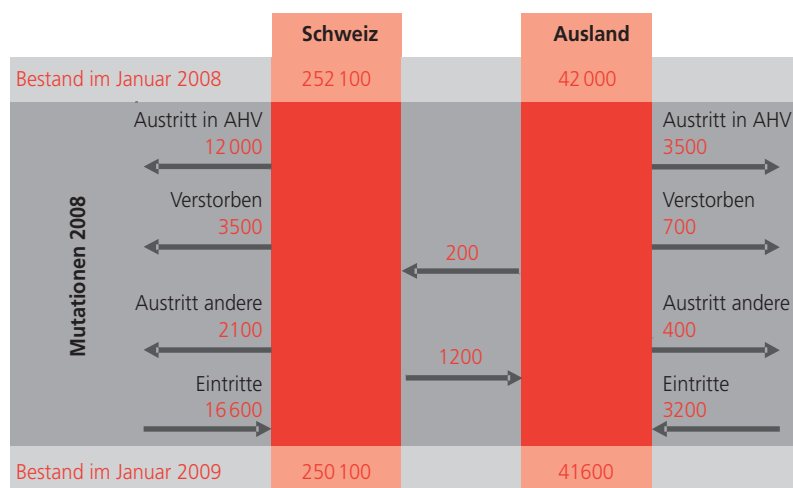 Schweiz Ausland
Bestand im Januar 2008 252 100 42 000
Austritt in AHV Austritt in AHV
12 000 3500
Verstorben Verstorben
3500 700
200
Mutationen 2008
Austritt andere Austritt andere
2100 400
1200
Eintritte Eintritte
16 600 3200
Bestand im Januar 2009 250 100 41600